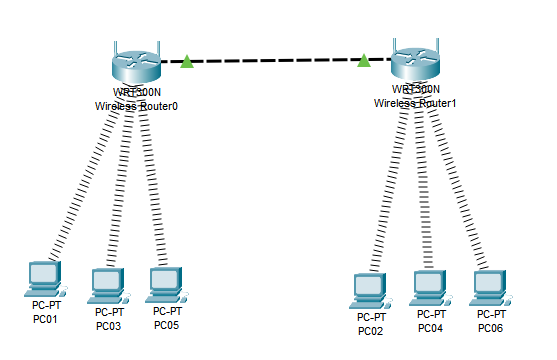 WRT300N
Wireless Router0
WRT300N
Wireless Router1
PC-PT
PC01
PC-PT
PC03
PC-PT
PC05
PC-PT
PC02
PC-PT
PC04
PC-PT
PC06